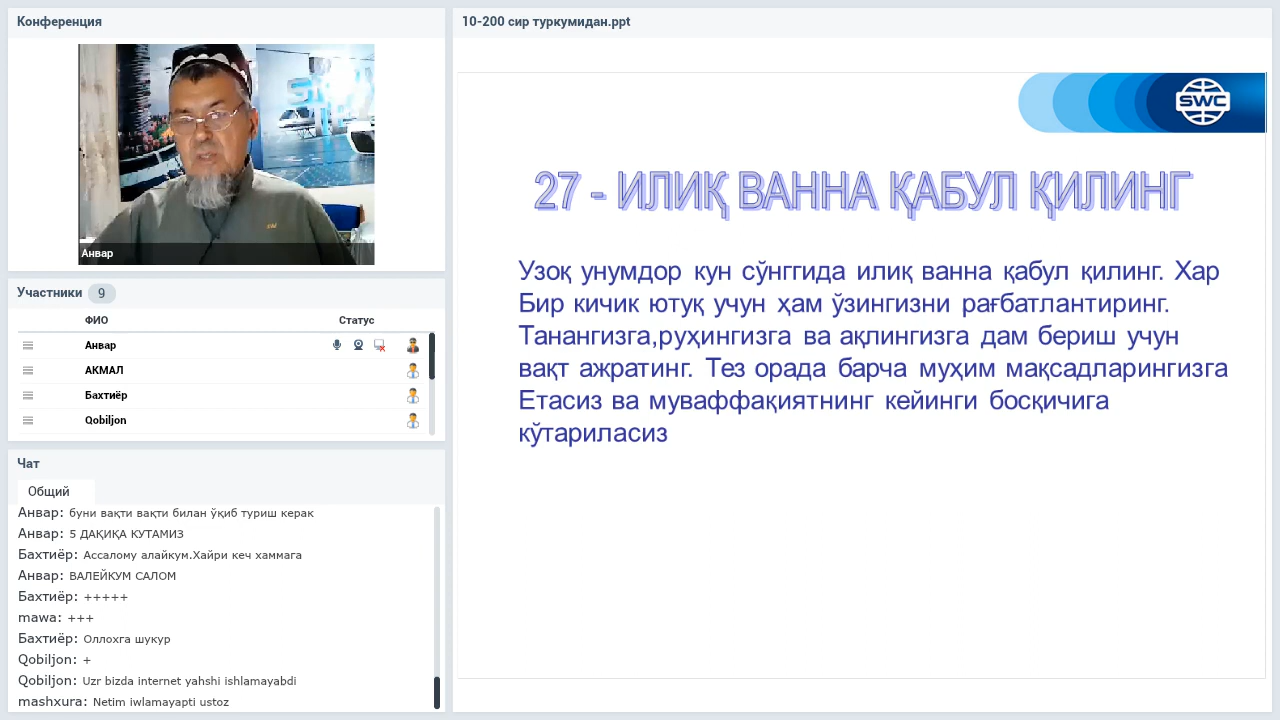 Конференция
Анвар
Участники 9
ФИО Статус
Анвар
АКМАЛ
Бахтиёр
Qobiljon
Чат
Общий
Анвар: буни вақти вақти билан ўқиб туриш керак
Анвар: 5 ДАҚИҚА КУТАМИЗ
Бахтиёр: Ассалому алайкум.Хайри кеч хаммага
Анвар: ВАЛЕЙКУМ САЛОМ
Бахтиёр: +++++
mawa: +++
Бахтиёр: Оллохга шукур
Qobiljon: +
Qobiljon: Uzr bizda internet yahshi ishlamayabdi
mashxura: Netim iwlamayapti ustoz
10-200 сир туркумидан.ppt
SWC
27 - ИЛИҚ ВАННА ҚАБУЛ ҚИЛИНГ
Узоқ унумдор кун сўнггида илиқ ванна қабул қилинг. Хар
Бир кичик ютуқ учун ҳам ўзингизни рағбатлантиринг.
Танангизга,руҳингизга ва ақлингизга дам бериш учун
вақт ажратинг. Тез орада барча муҳим мақсадларингизга
Етасиз ва муваффақиятнинг кейинги босқичига
кўтариласиз